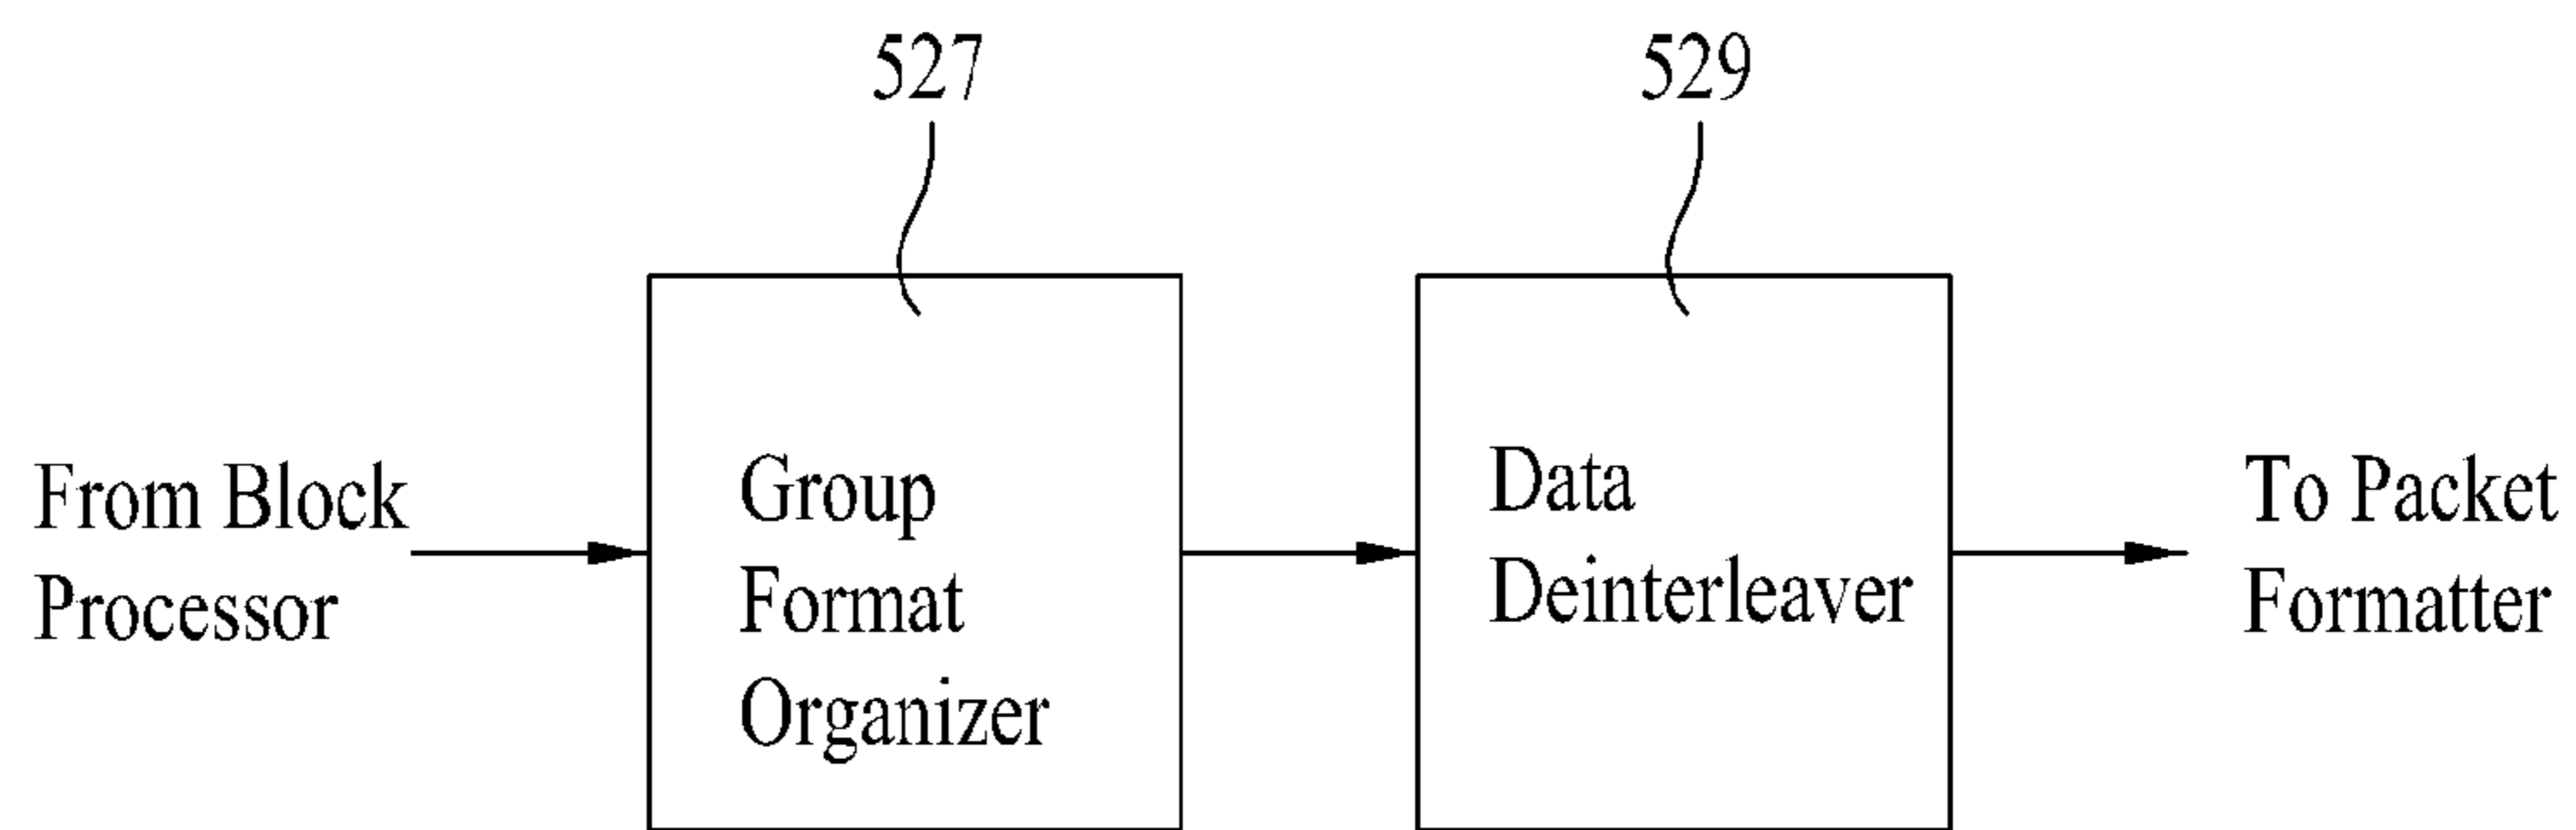 527
529
From Block
Processor
Group
Format
Organizer
Data
Deinterleaver
To Packet
Formatter